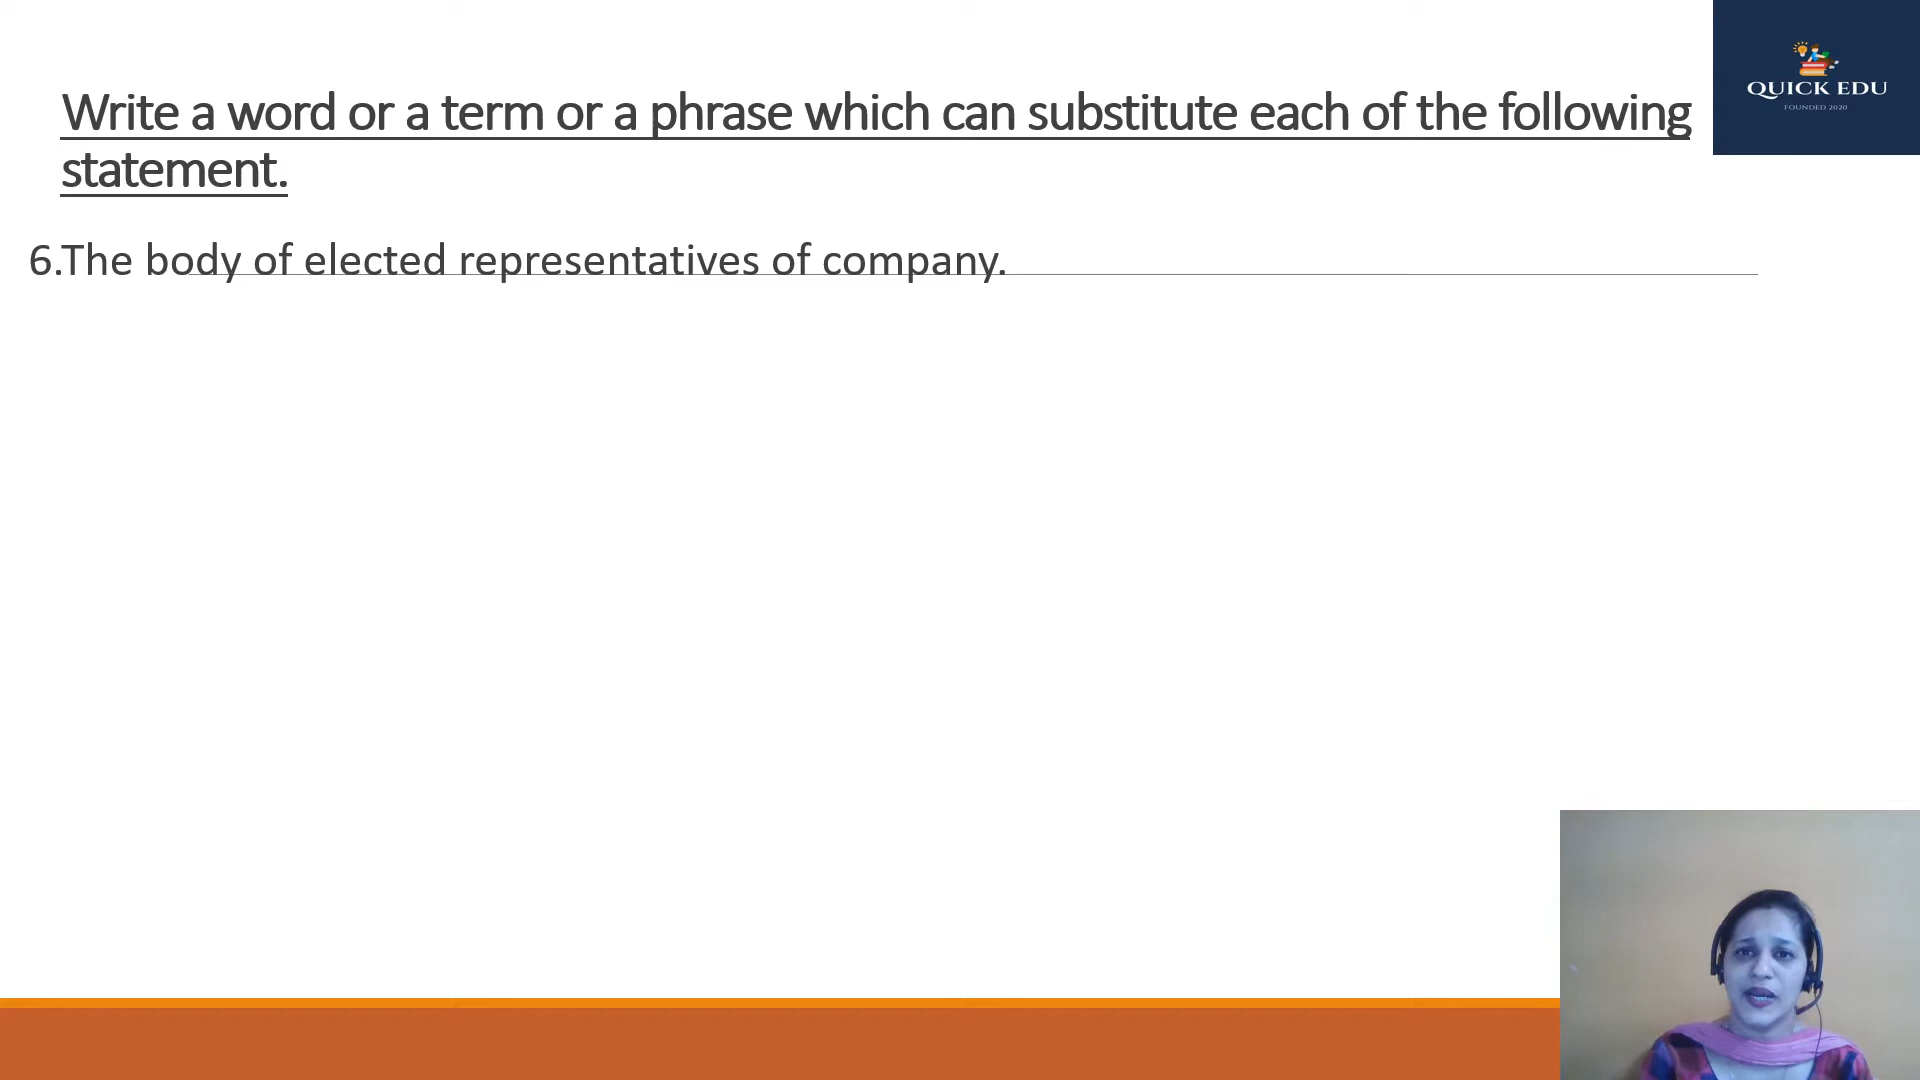 QUICK EDU
FOUNDED 2020
Write a word or a term or a phrase which can substitute each of the following
statement.
6.The body of elected representatives of company.